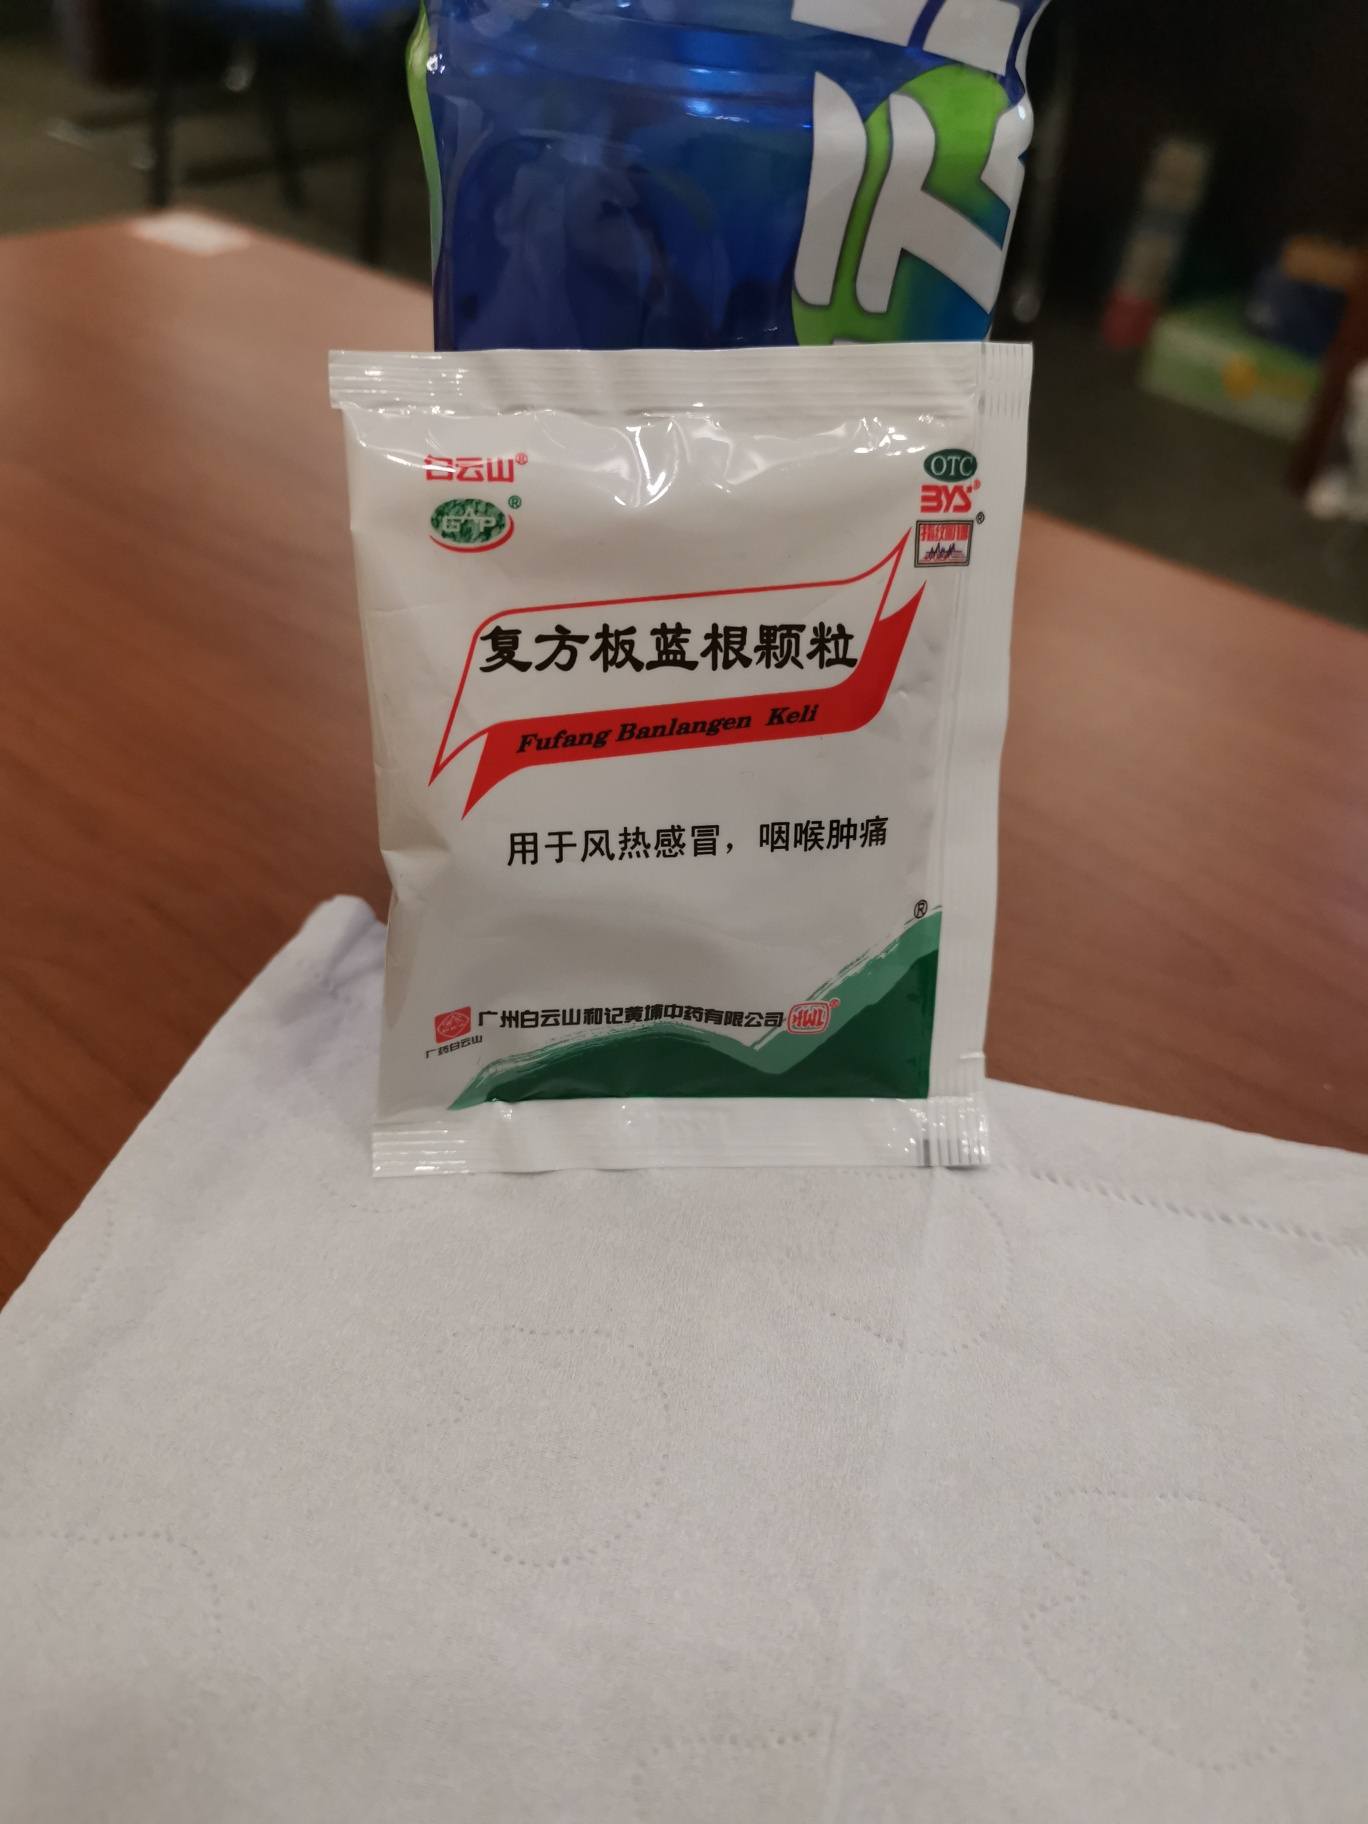 白云山®
GAP®
OTC
BYS®
复方板蓝根颗粒
Fufang Banlangen Keli
用于风热感冒，咽喉肿痛
®
广药白云山
广州白云山和记黄埔中药有限公司
HWL®